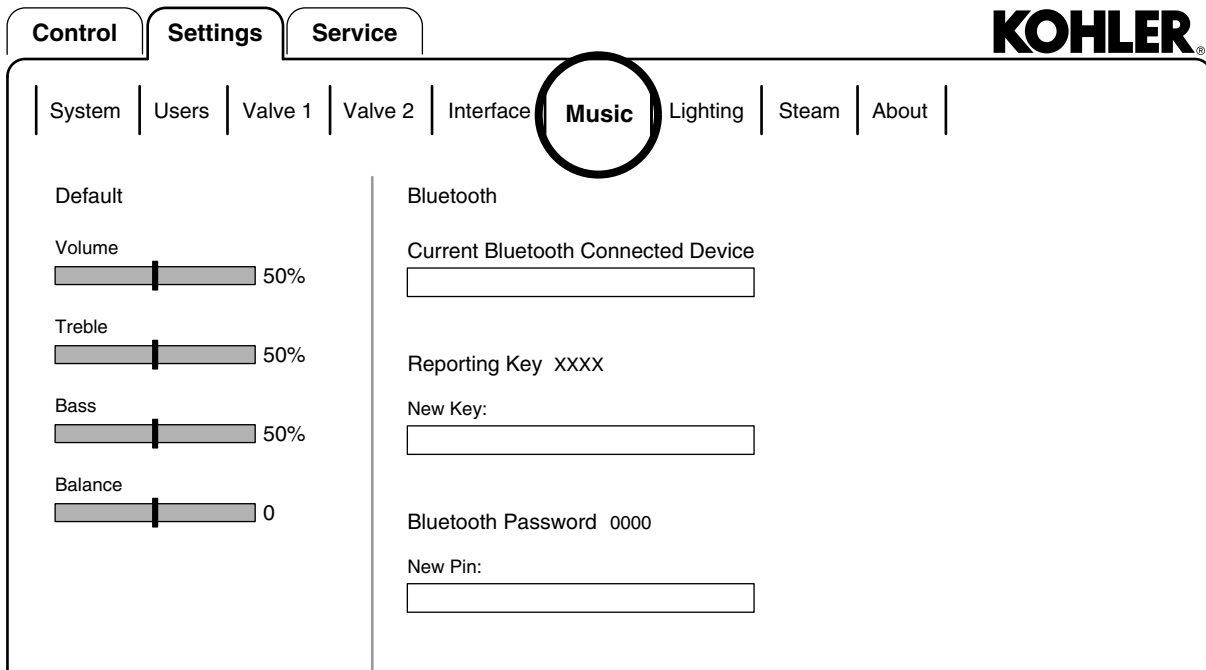 Control Settings Service KOHLER®
System Users Valve 1 Valve 2 Interface Music Lighting Steam About
Default
Volume
50%
Treble
50%
Bass
50%
Balance
0
Bluetooth
Current Bluetooth Connected Device
Reporting Key XXXX
New Key:
Bluetooth Password 0000
New Pin: